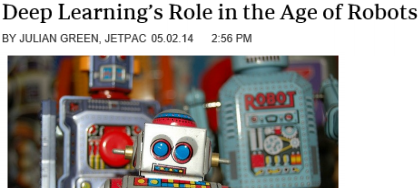 Deep Learning's Role in the Age of Robots
BY JULIAN GREEN, JETPAC 05.02.14 2:56 PM
ROBOT